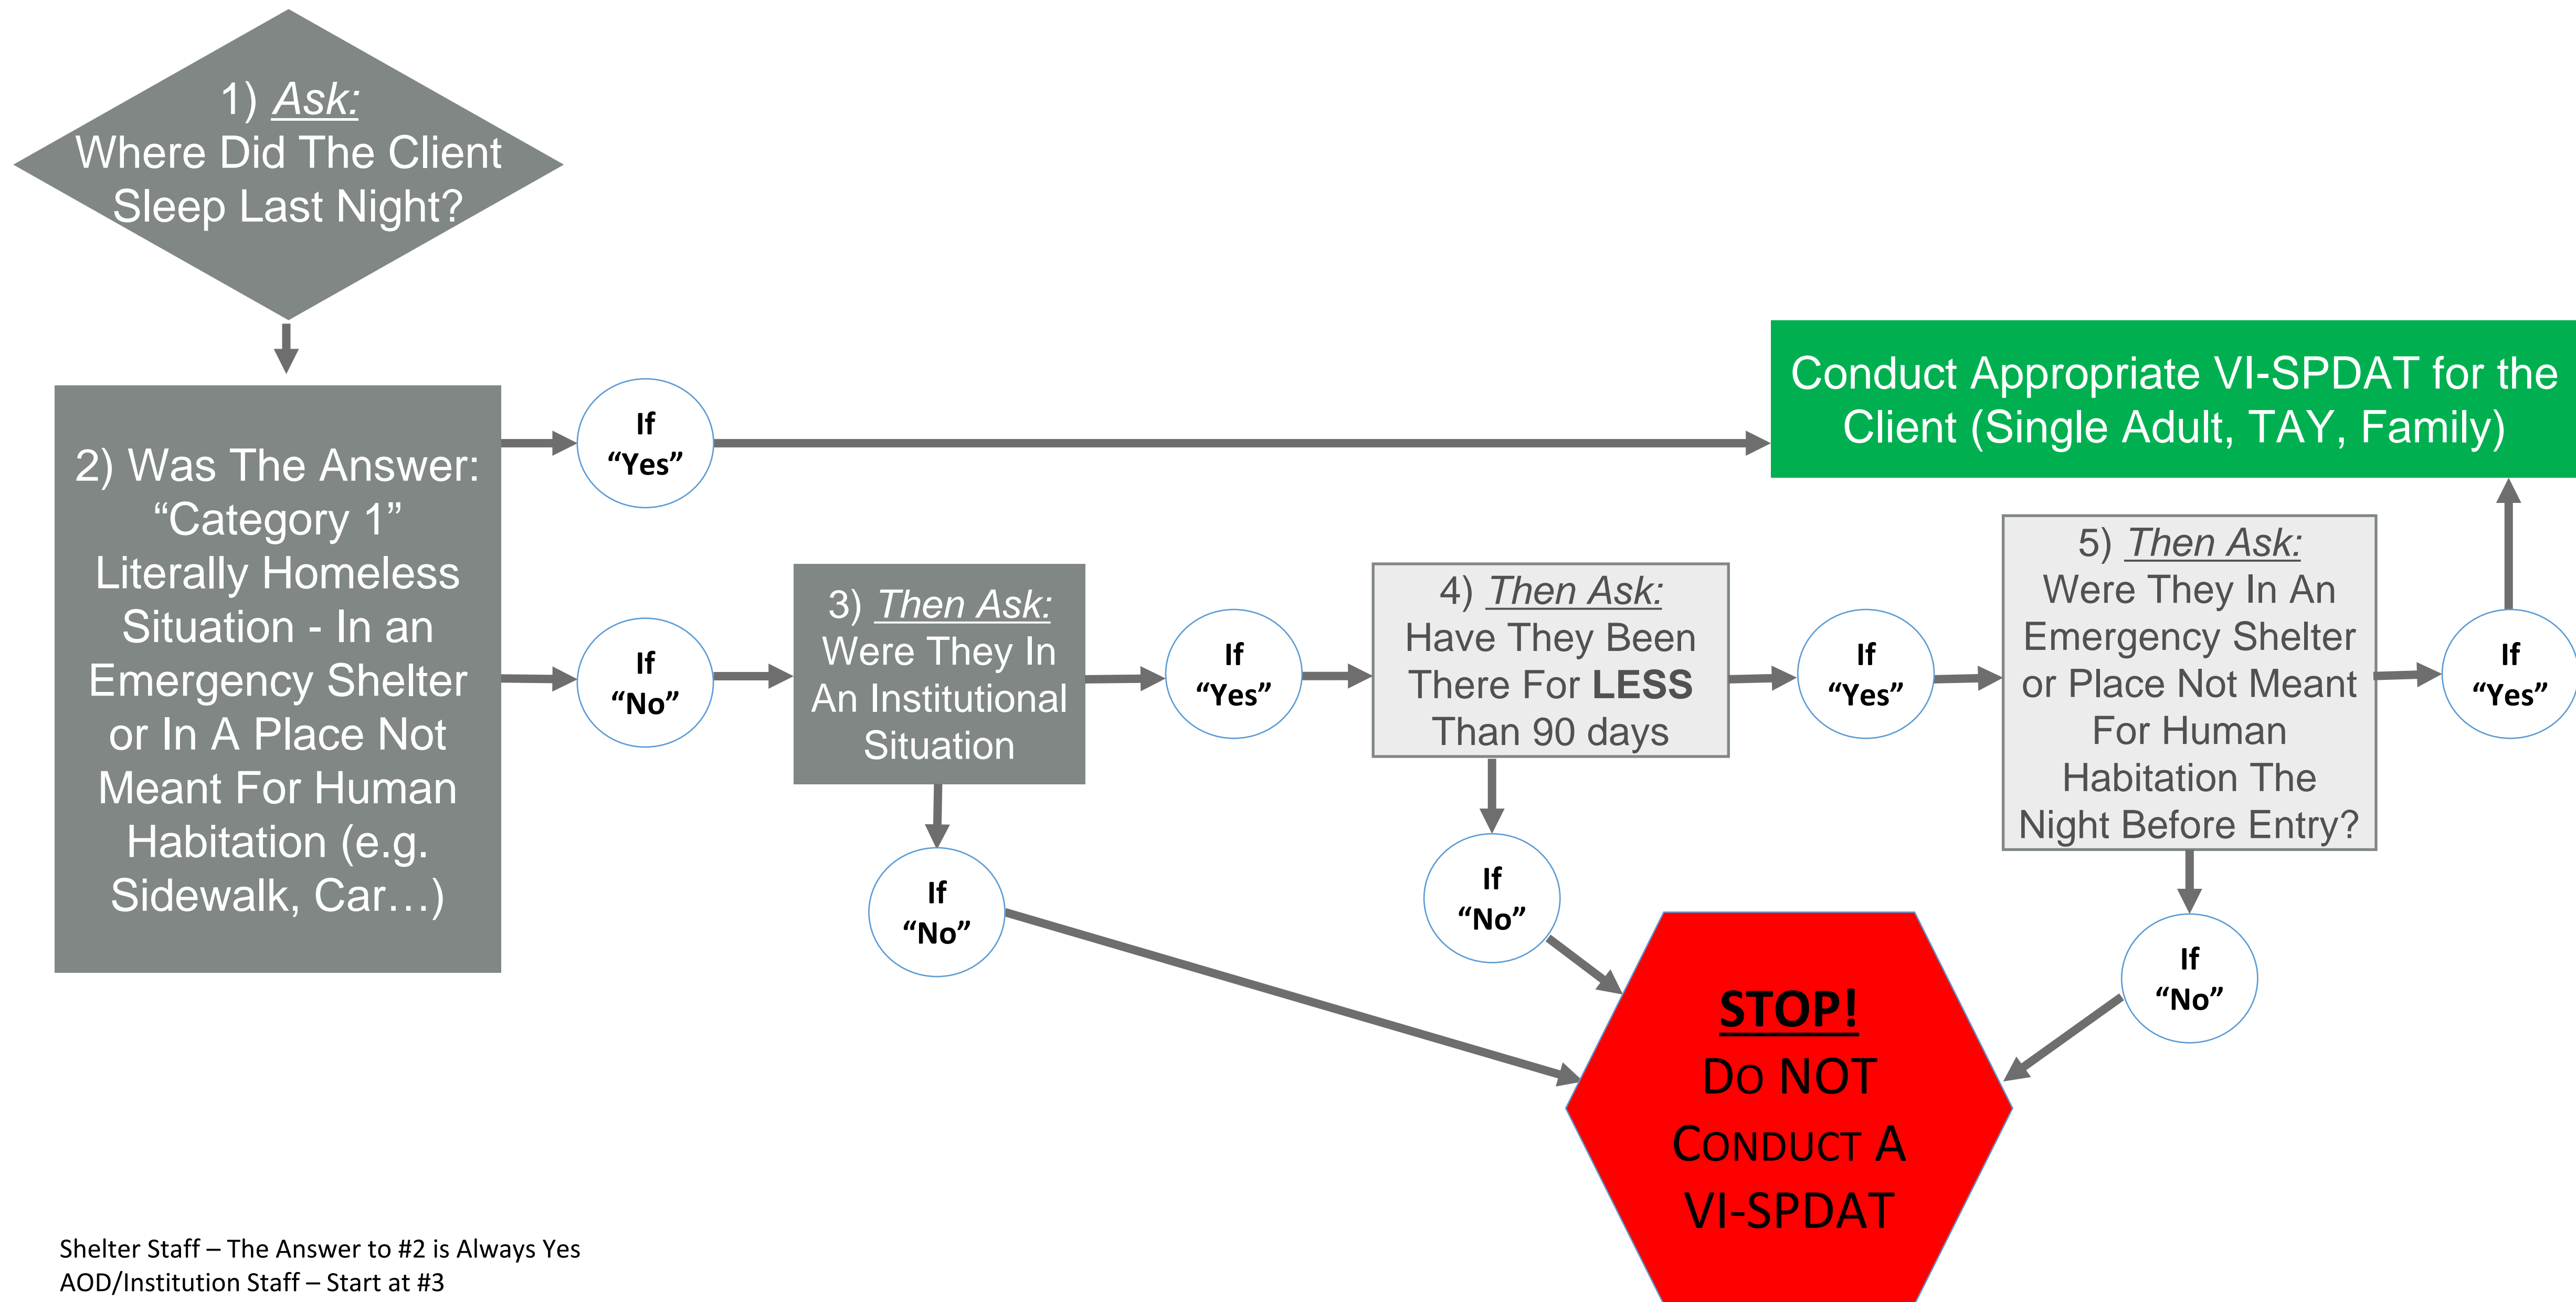 1) Ask:
Where Did The Client
Sleep Last Night?
2) Was The Answer:
“Category 1”
Literally Homeless
Situation - In an
Emergency Shelter
or In A Place Not
Meant For Human
Habitation (e.g.
Sidewalk, Car…)
If
“Yes”
Conduct Appropriate VI-SPDAT for the
Client (Single Adult, TAY, Family)
If
“No”
3) Then Ask:
Were They In
An Institutional
Situation
If
“Yes”
4) Then Ask:
Have They Been
There For LESS
Than 90 days
If
“Yes”
5) Then Ask:
Were They In An
Emergency Shelter
or Place Not Meant
For Human
Habitation The
Night Before Entry?
If
“Yes”
If
“No”
If
“No”
If
“No”
STOP!
DO NOT
CONDUCT A
VI-SPDAT
Shelter Staff – The Answer to #2 is Always Yes
AOD/Institution Staff – Start at #3